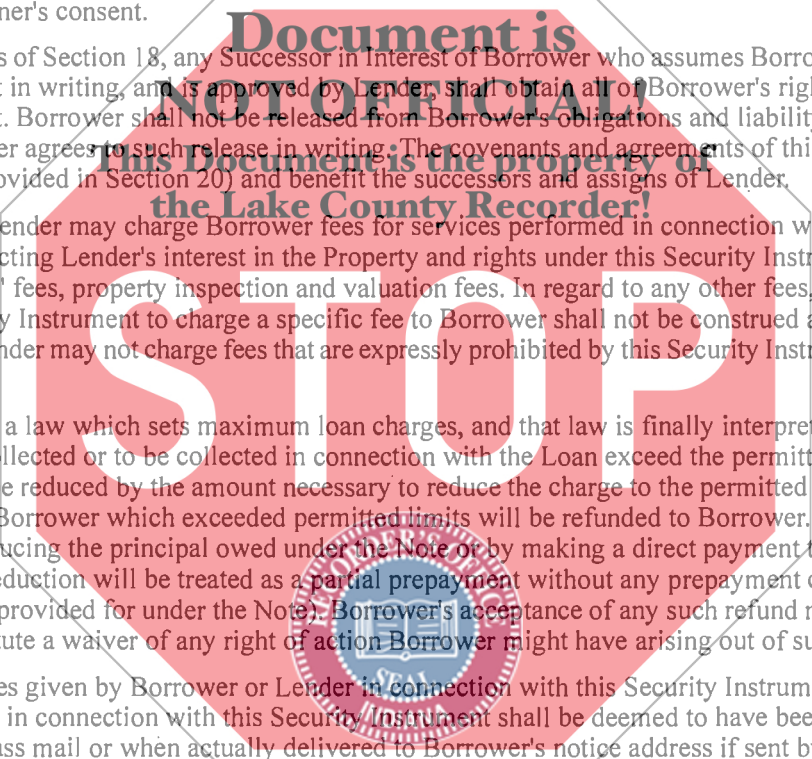 ner's consent.
Document is
s of Section 18, any Successor in Interest of Borrower who assumes Borro
t in writing, and is approved by Lender, shall obtain all of Borrower's rig
NOT OFFICIAL!
t. Borrower shall not be released from Borrower's obligations and liabilit
er agrees to such release in writing. The covenants and agreements of thi
This Document is the property of
ovided in Section 20) and benefit the successors and assigns of Lender.
the Lake County Recorder!
ender may charge Borrower fees for services performed in connection w
cting Lender's interest in the Property and rights under this Security Instr
' fees, property inspection and valuation fees. In regard to any other fees,
y Instrument to charge a specific fee to Borrower shall not be construed a
nder may not charge fees that are expressly prohibited by this Security Instr
STOP
a law which sets maximum loan charges, and that law is finally interpre
llected or to be collected in connection with the Loan exceed the permitt
e reduced by the amount necessary to reduce the charge to the permitted
Borrower which exceeded permitted limits will be refunded to Borrower.
ucing the principal owed under the Note or by making a direct payment t
eduction will be treated as a partial prepayment without any prepayment c
provided for under the Note). Borrower's acceptance of any such refund m
tute a waiver of any right of action Borrower might have arising out of su
RECORDER'S OFFICE
SEAL
es given by Borrower or Lender in connection with this Security Instrum
in connection with this Security Instrument shall be deemed to have bee
ass mail or when actually delivered to Borrower's notice address if sent b